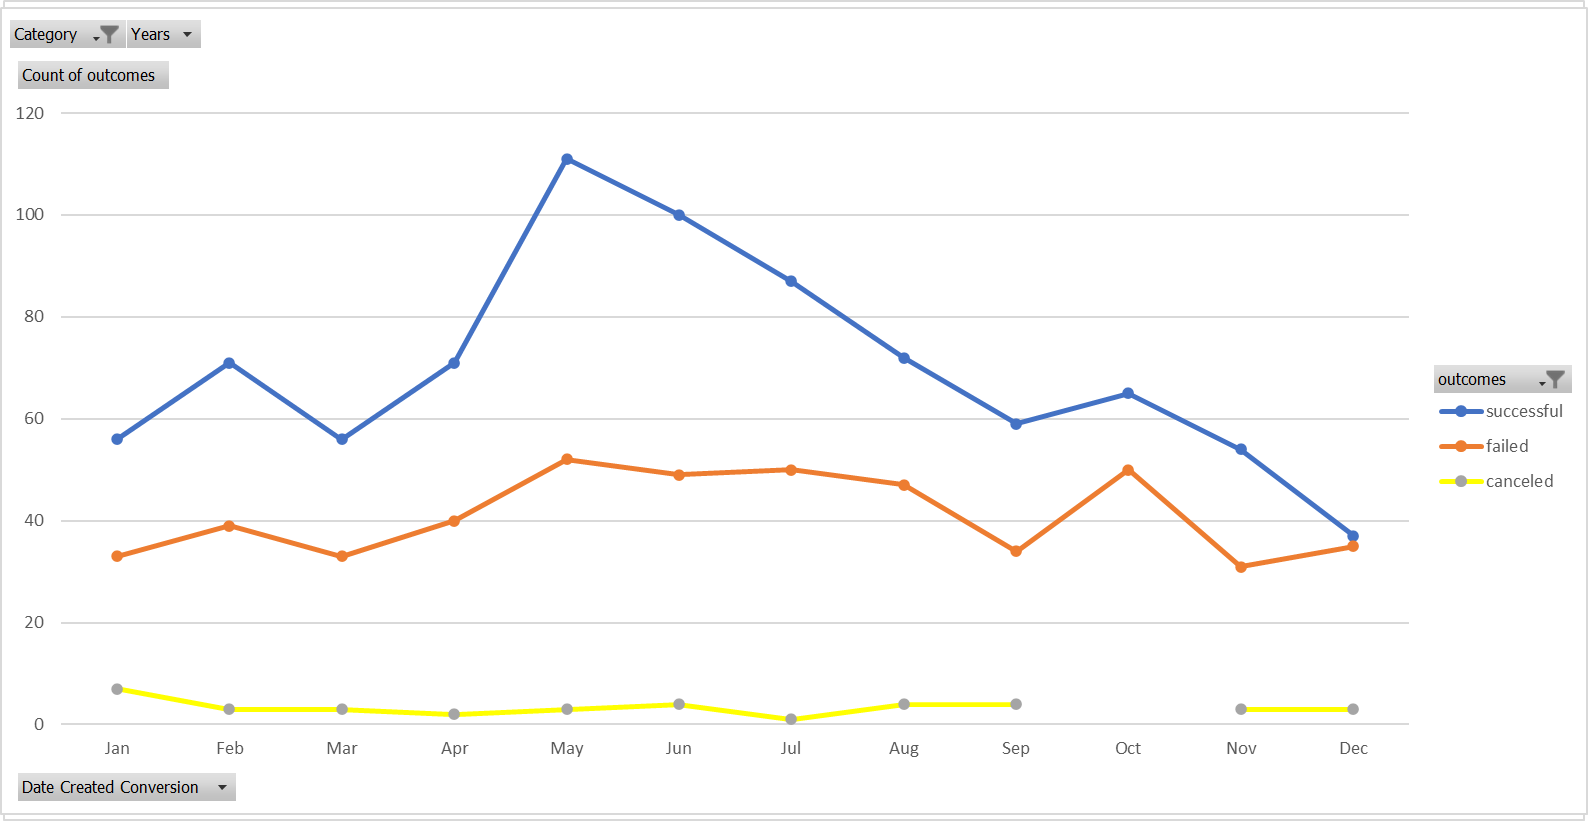 Category Years
Count of outcomes
120
100
80
60
40
20
0
Jan Feb Mar Apr May Jun Jul Aug Sep Oct Nov Dec
outcomes
successful
failed
canceled
Date Created Conversion